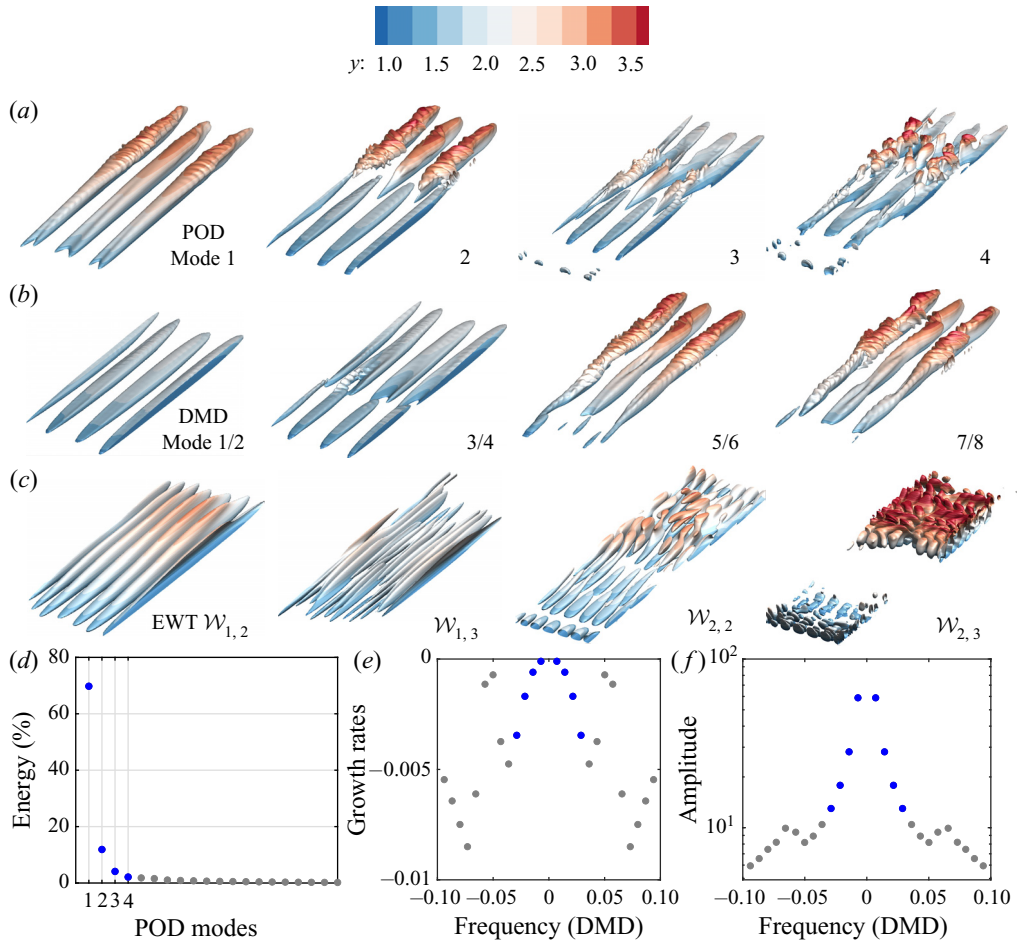 y: 1.0 1.5 2.0 2.5 3.0 3.5
(a)
POD
Mode 1
2
3
4
(b)
DMD
Mode 1/2
3/4
5/6
7/8
(c)
EWT 𝒲1, 2
𝒲1, 3
𝒲2, 2
𝒲2, 3
(d)
80
60
40
20
0
Energy (%)
1 2 3 4
POD modes
(e)
0
−0.005
−0.01
Growth rates
−0.10 −0.05 0 0.05 0.10
Frequency (DMD)
(f)
10²
10¹
Amplitude
−0.10 −0.05 0 0.05 0.10
Frequency (DMD)